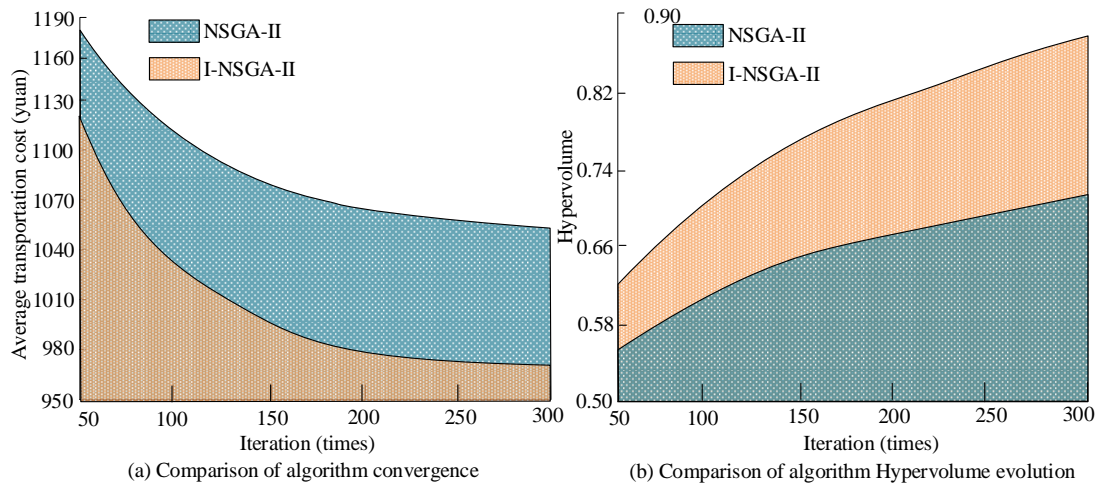 Average transportation cost (yuan)
1190
1160
1130
1100
1070
1040
1010
980
950
NSGA-II
I-NSGA-II
50
100
150
200
250
300
Iteration (times)
(a) Comparison of algorithm convergence
Hypervolume
0.90
0.82
0.74
0.66
0.58
0.50
NSGA-II
I-NSGA-II
50
100
150
200
250
300
Iteration (times)
(b) Comparison of algorithm Hypervolume evolution